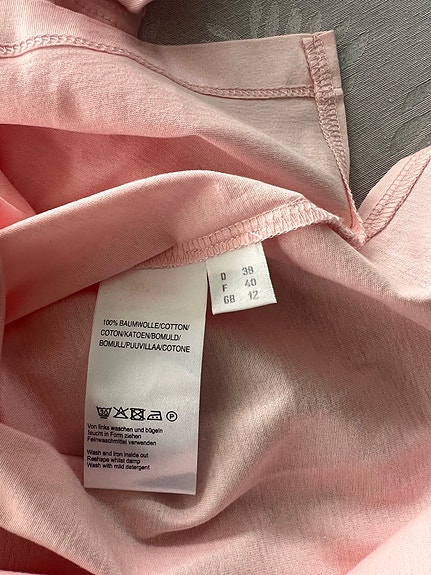 D 38
F 40
GB 12
100% BAUMWOLLE/COTTON/
COTON/KATOEN/BOMULD/
BOMULL/PUUVILLAA/COTONE
P
Von links waschen und bügeln
feucht in Form ziehen
Feinwaschmittel verwenden
Wash and iron inside out
Reshape whilst damp
Wash with mild detergent